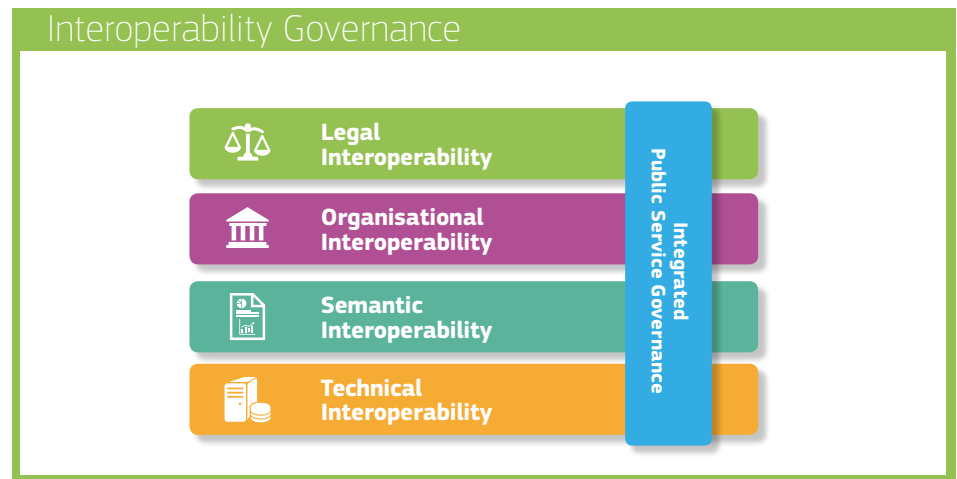 Interoperability Governance
Legal
Interoperability
Organisational
Interoperability
Semantic
Interoperability
Technical
Interoperability
Integrated
Public Service Governance